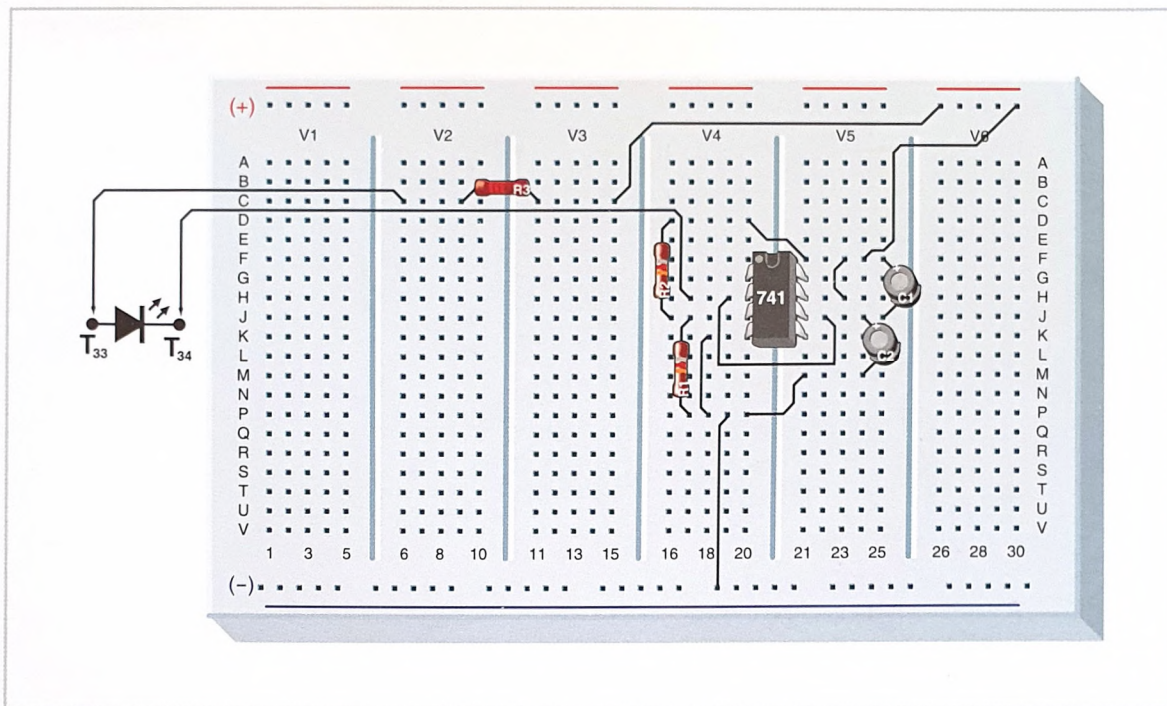 (+)
V1 V2 V3 V4 V5 V6
A A
B R3 B
C C
D D
E E
F F
G R2 G
H 741 C1 H
J J
T33 T34
K K
L C2 L
M R1 M
N N
P P
Q Q
R R
S S
T T
U U
V V
1 3 5 6 8 10 11 13 15 16 18 20 21 23 25 26 28 30
(−)